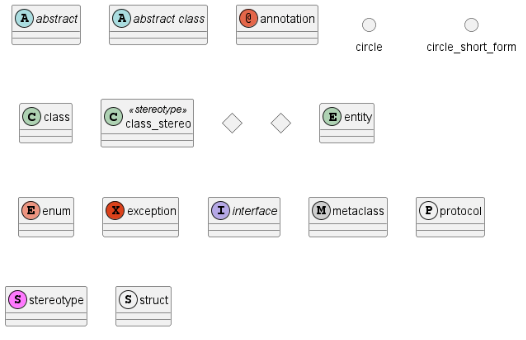 A abstract
A abstract class
@ annotation
circle
circle_short_form
C class
«stereotype»
C class_stereo
E entity
E enum
X exception
I interface
M metaclass
P protocol
S stereotype
S struct